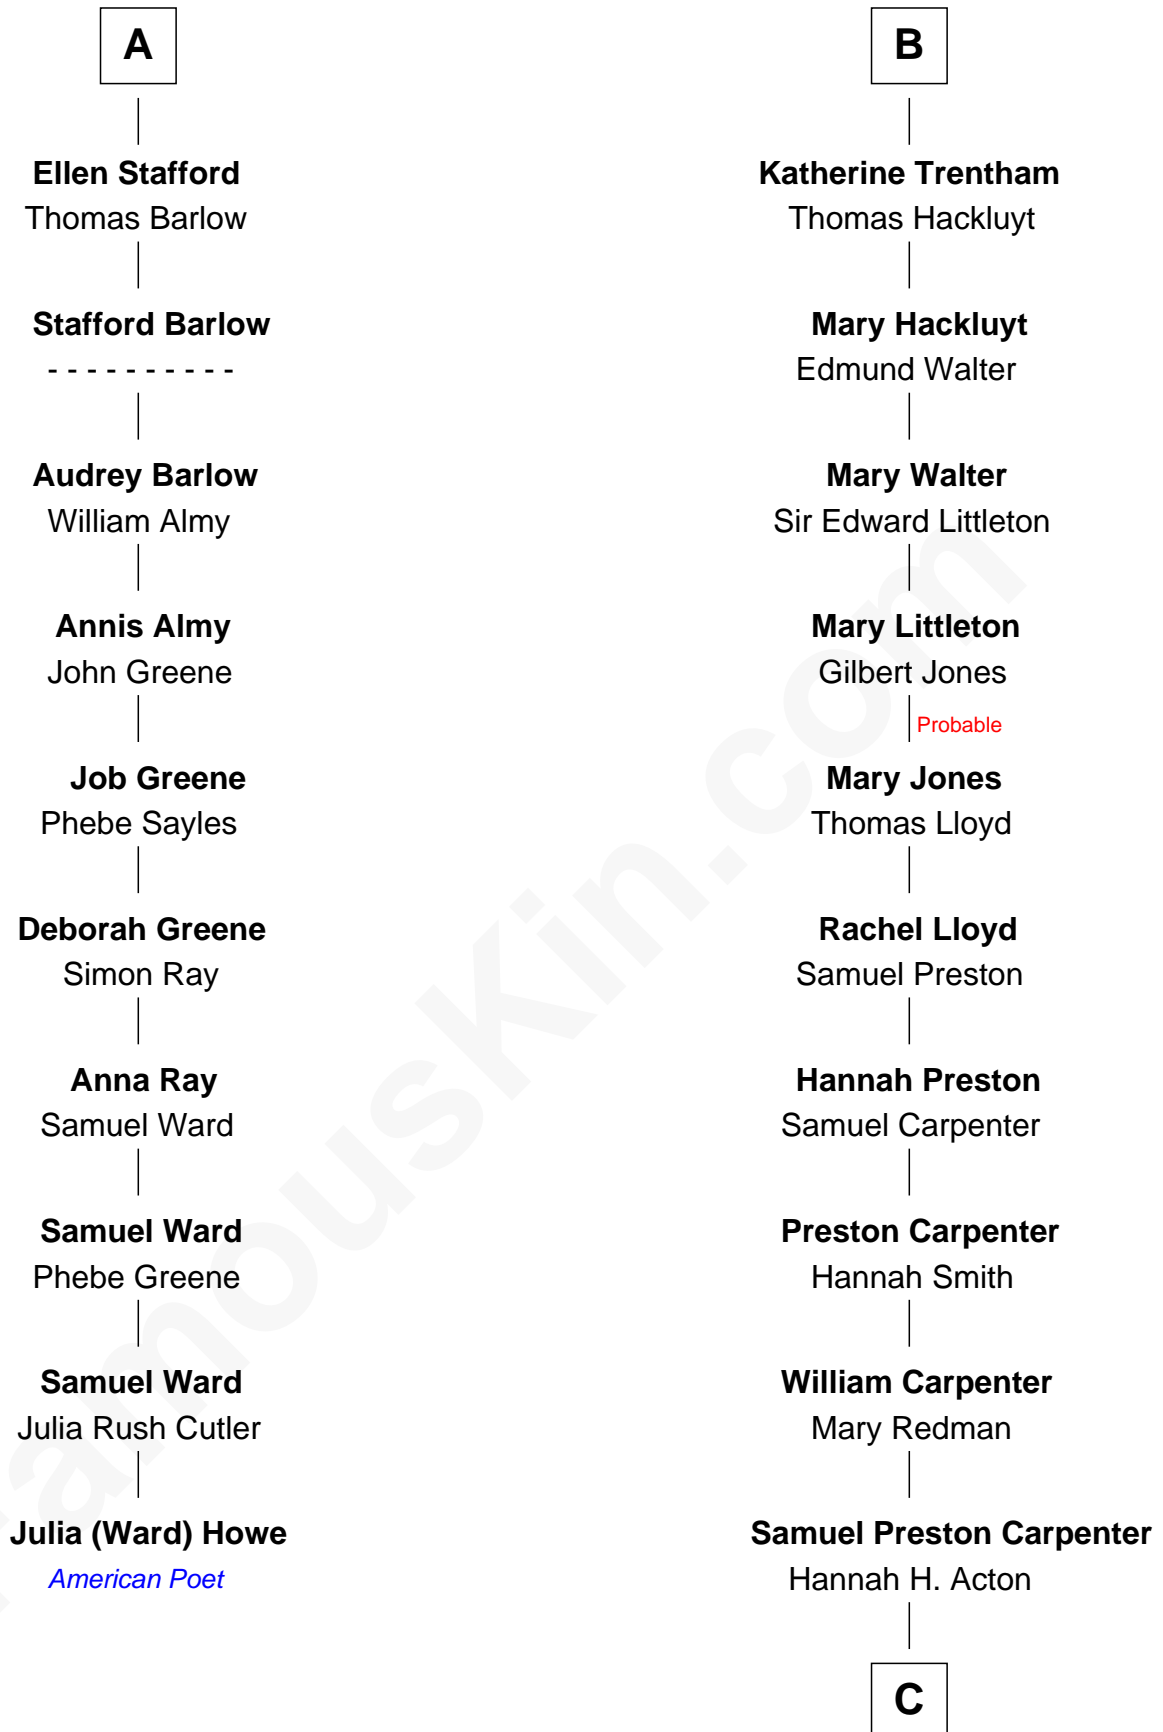 A
Ellen Stafford
Thomas Barlow
Stafford Barlow
- - - - - - - - - -
Audrey Barlow
William Almy
Annis Almy
John Greene
Job Greene
Phebe Sayles
Deborah Greene
Simon Ray
Anna Ray
Samuel Ward
Samuel Ward
Phebe Greene
Samuel Ward
Julia Rush Cutler
Julia (Ward) Howe
American Poet
B
Katherine Trentham
Thomas Hackluyt
Mary Hackluyt
Edmund Walter
Mary Walter
Sir Edward Littleton
Mary Littleton
Gilbert Jones
Probable
Mary Jones
Thomas Lloyd
Rachel Lloyd
Samuel Preston
Hannah Preston
Samuel Carpenter
Preston Carpenter
Hannah Smith
William Carpenter
Mary Redman
Samuel Preston Carpenter
Hannah H. Acton
C
FamousKin.com